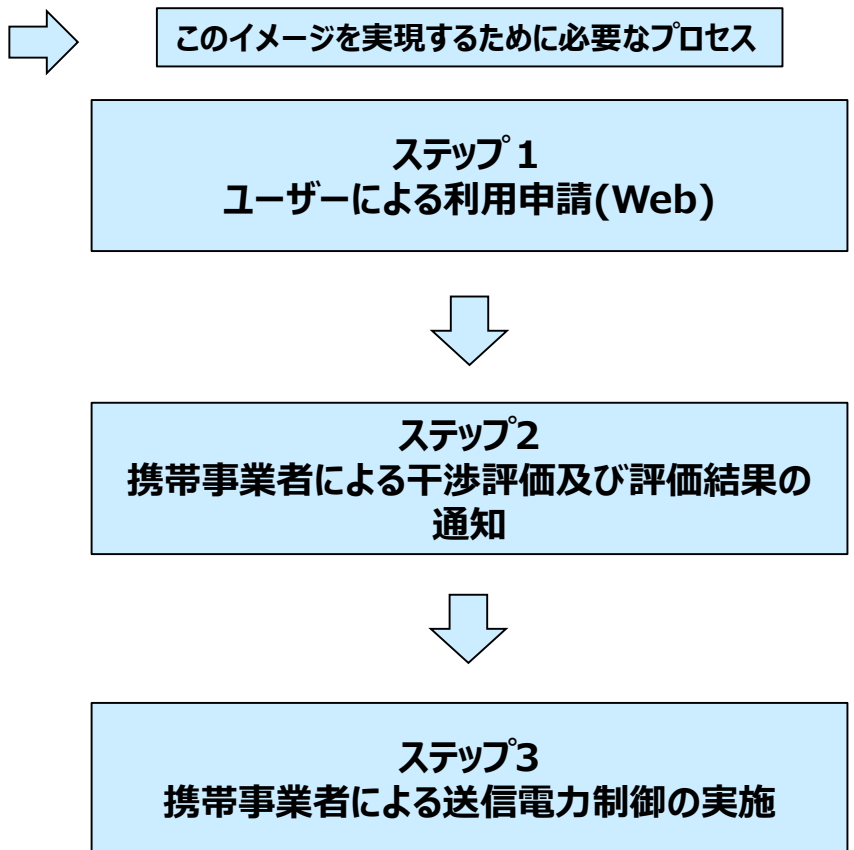 このイメージを実現するために必要なプロセス
ステップ1
ユーザーによる利用申請(Web)
ステップ2
携帯事業者による干渉評価及び評価結果の
通知
ステップ3
携帯事業者による送信電力制御の実施